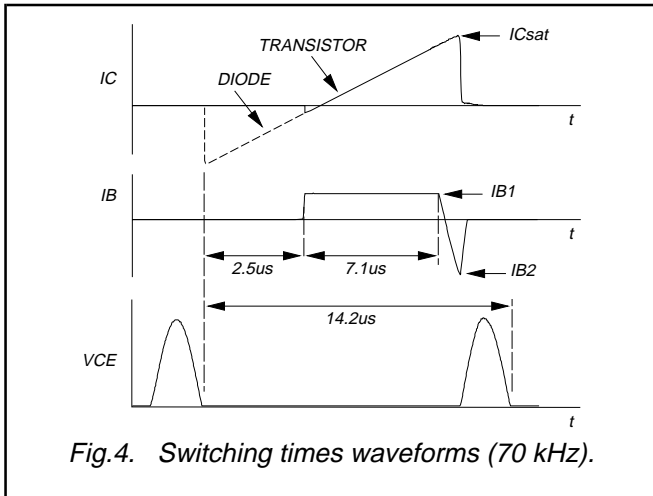 ICsat
TRANSISTOR
DIODE
IC
t
IB
IB1
t
2.5us
7.1us
IB2
14.2us
VCE
t
Fig.4. Switching times waveforms (70 kHz).